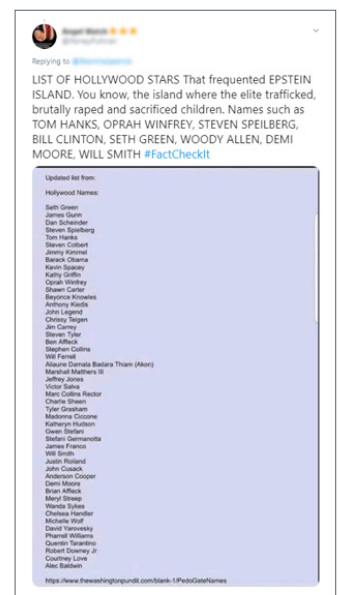 Replying to
LIST OF HOLLYWOOD STARS That frequented EPSTEIN
ISLAND. You know, the island where the elite trafficked,
brutally raped and sacrificed children. Names such as
TOM HANKS, OPRAH WINFREY, STEVEN SPEILBERG,
BILL CLINTON, SETH GREEN, WOODY ALLEN, DEMI
MOORE, WILL SMITH #FactCheckIt
Updated list from:
Hollywood Names:
Seth Green
James Gunn
Dan Scheinder
Steven Spielberg
Tom Hanks
Steven Colbert
Jimmy Kimmel
Barack Obama
Kevin Spacey
Kathy Griffin
Oprah Winfrey
Shawn Carter
Beyonce Knowles
Anthony Kiedis
John Legend
Chrissy Teigen
Jim Carrey
Steven Tyler
Ben Affleck
Stephen Collins
Will Ferrell
Aliaune Damala Badara Thiam (Akon)
Marshall Matthers III
Jeffrey Jones
Victor Salva
Marc Collins Rector
Charlie Sheen
Tyler Grasham
Madonna Ciccone
Katheryn Hudson
Gwen Stefani
Stefani Germanotta
James Franco
Will Smith
Justin Roiland
John Cusack
Anderson Cooper
Demi Moore
Brian Affleck
Meryl Streep
Wanda Sykes
Chelsea Handler
Michelle Wolf
David Yarovesky
Pharrell Williams
Quentin Tarantino
Robert Downey Jr
Courtney Love
Alec Baldwin
https://www.thewashingtonpundit.com/blank-1/PedoGateNames